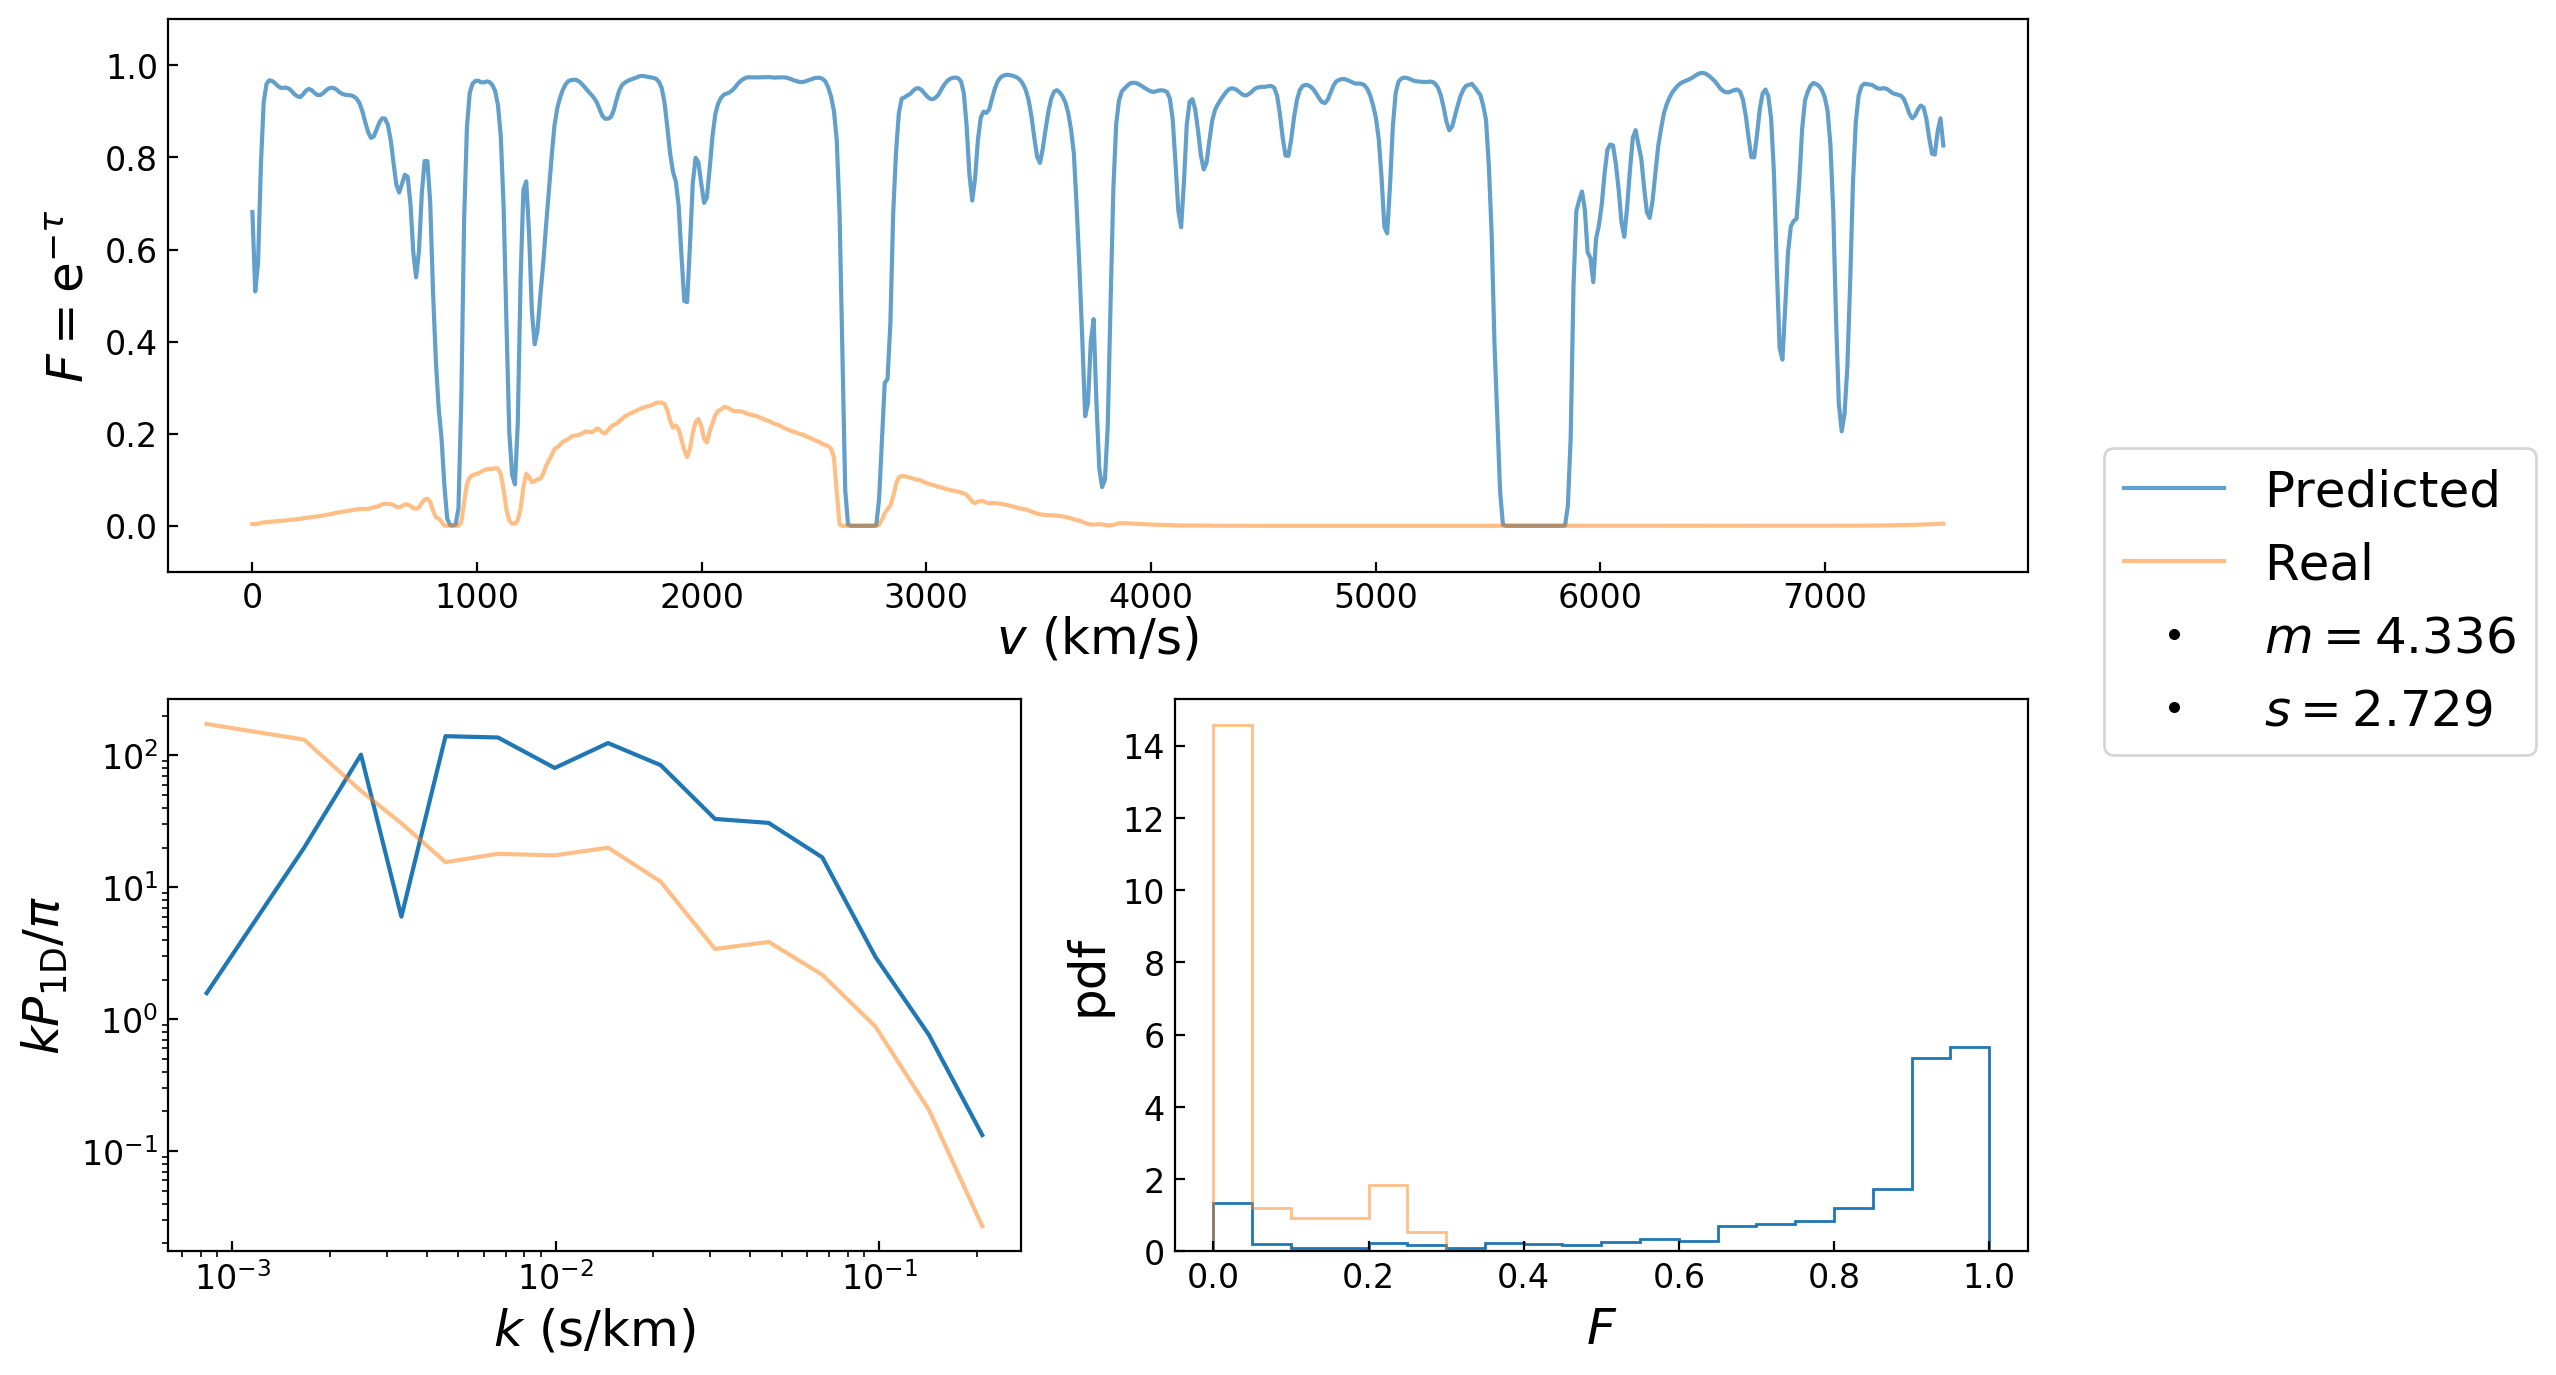 1.0
0.8
0.6
0.4
0.2
0.0
F = e^{−τ}
0 1000 2000 3000 4000 5000 6000 7000
v (km/s)
Predicted
Real
m = 4.336
s = 2.729
10^2
10^1
10^0
10^{−1}
kP_{1D}/π
10^{−3} 10^{−2} 10^{−1}
k (s/km)
14
12
10
8
6
4
2
0
pdf
0.0 0.2 0.4 0.6 0.8 1.0
F